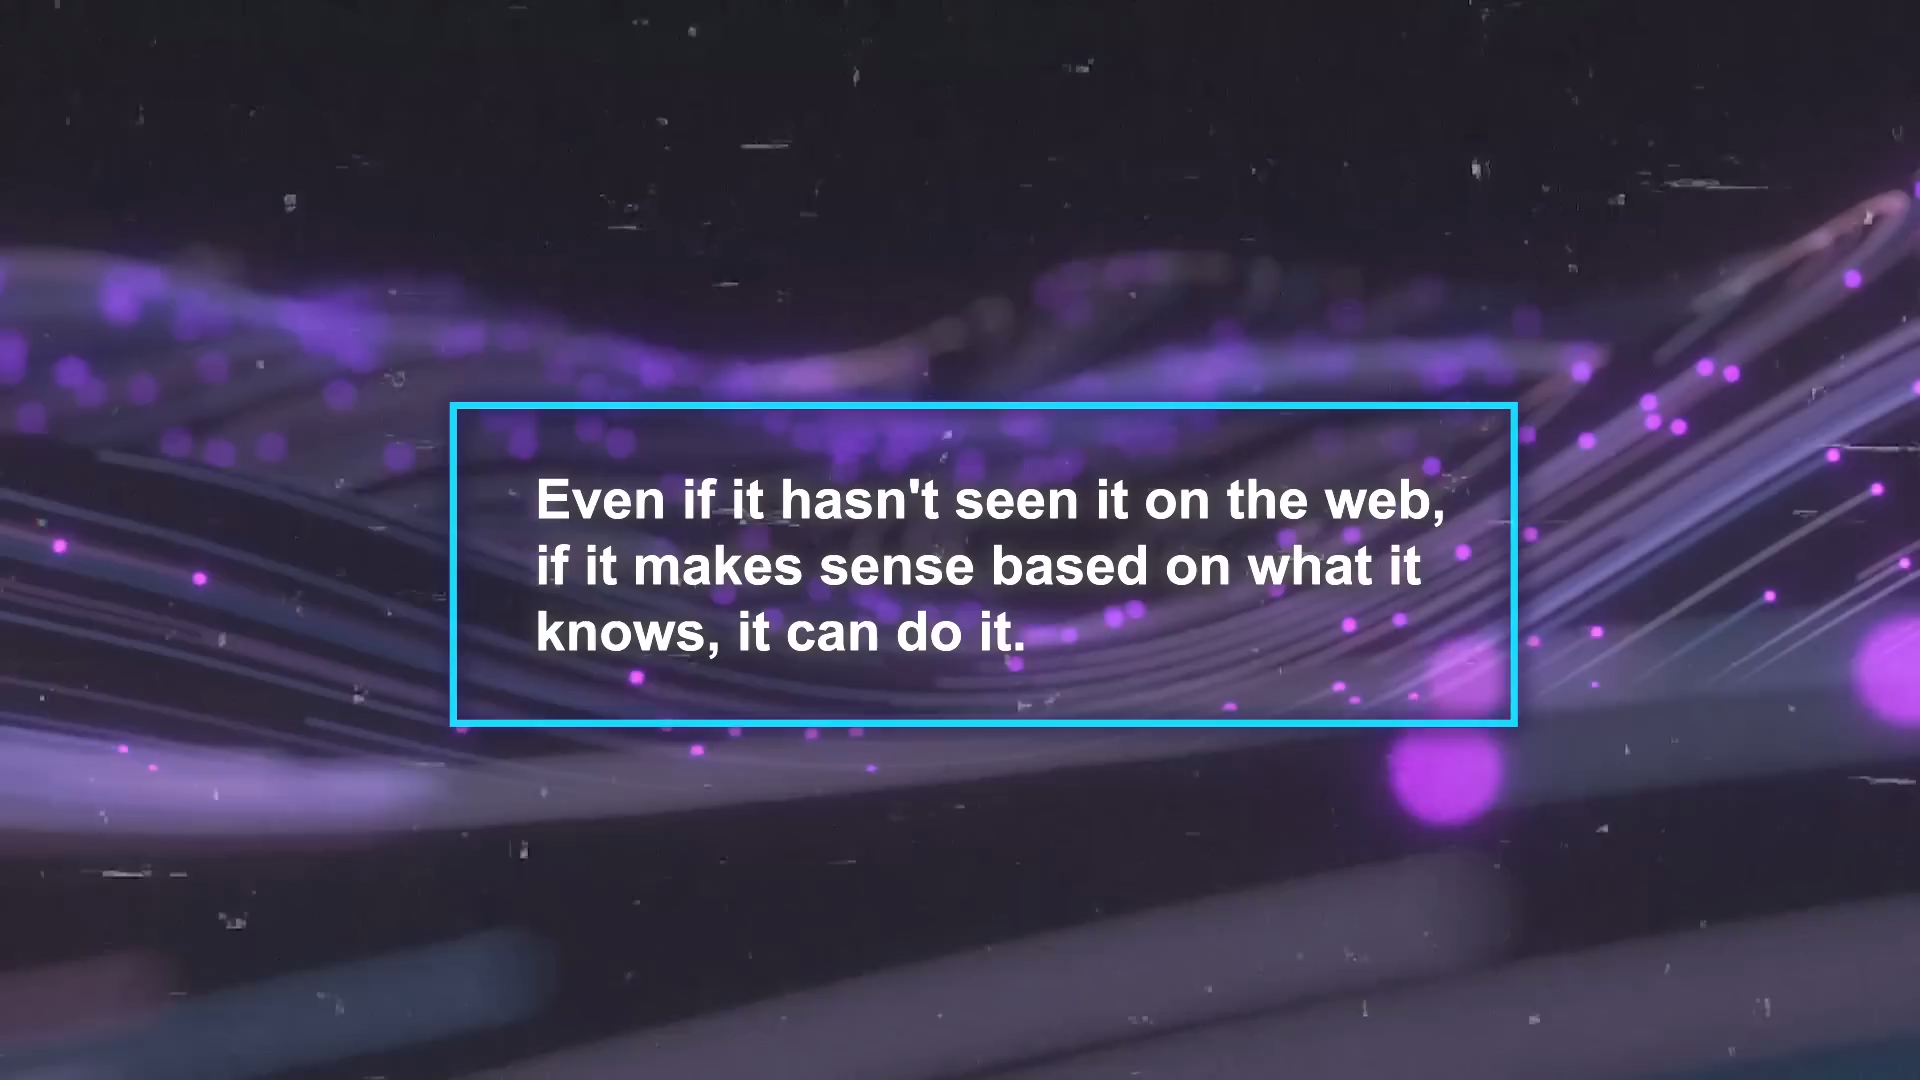 Even if it hasn't seen it on the web,
if it makes sense based on what it
knows, it can do it.